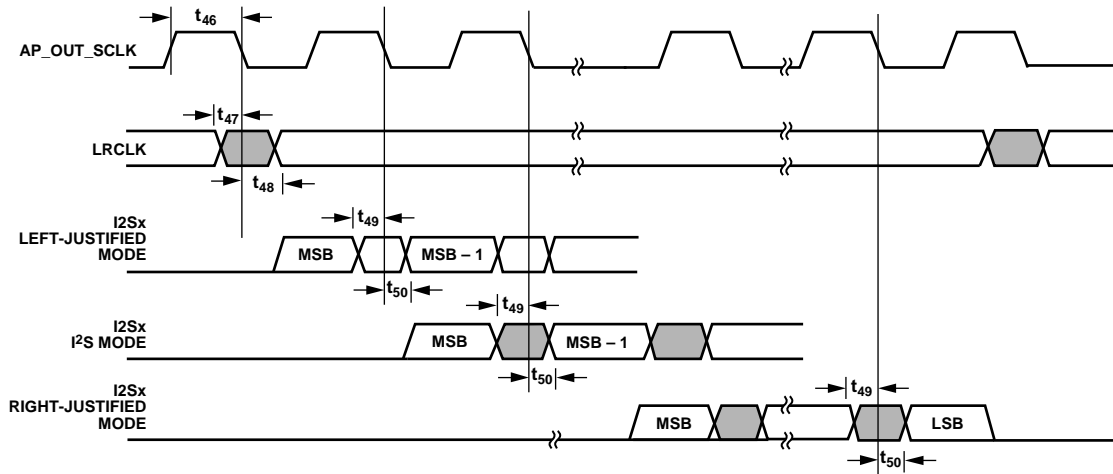 t46
AP_OUT_SCLK
t47
LRCLK
t48
I2Sx
LEFT-JUSTIFIED
MODE
t49
MSB
MSB – 1
t50
I2Sx
I2S MODE
t49
MSB
MSB – 1
t50
I2Sx
RIGHT-JUSTIFIED
MODE
t49
MSB
LSB
t50